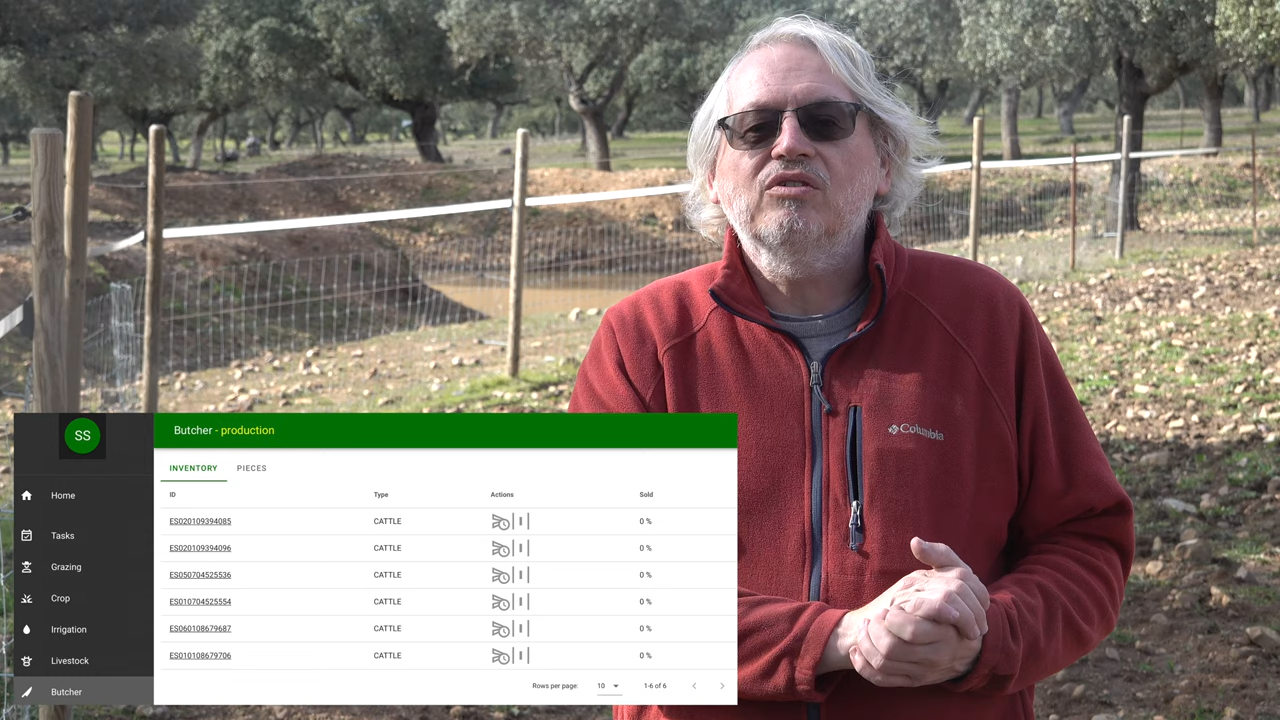 Columbia
SS
Butcher - production
INVENTORY PIECES
ID Type Actions Sold
ES020109394085 CATTLE 0 %
ES020109394096 CATTLE 0 %
ES050704525536 CATTLE 0 %
ES010704525554 CATTLE 0 %
ES060108679687 CATTLE 0 %
ES010108679706 CATTLE 0 %
Rows per page: 10 1-6 of 6
Home
Tasks
Grazing
Crop
Irrigation
Livestock
Butcher